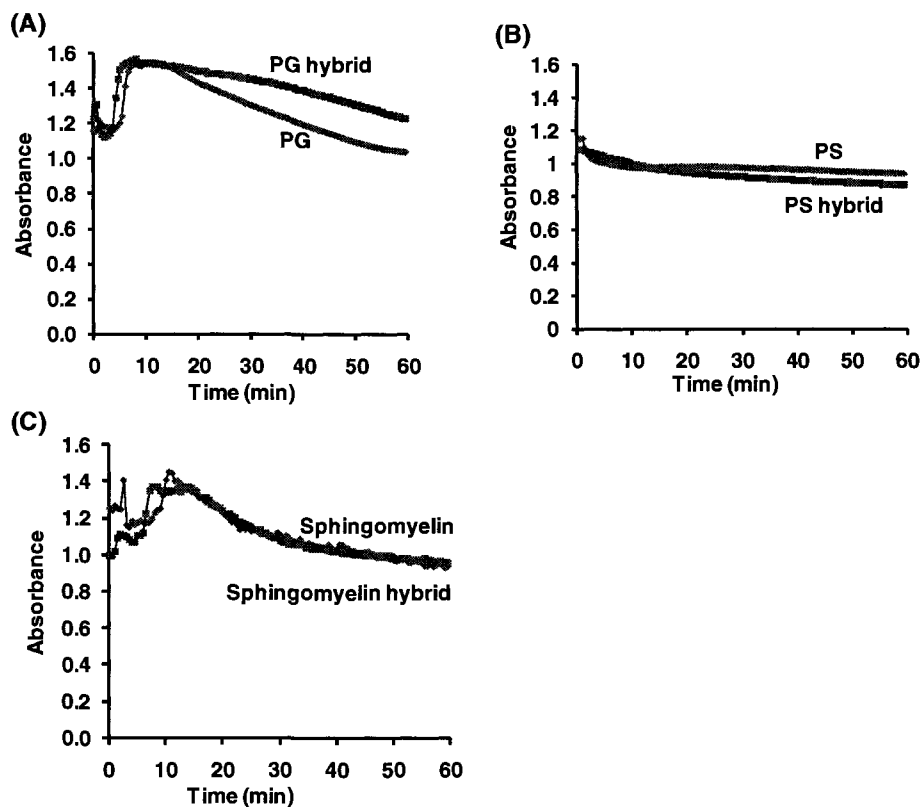 (A)
1.6
1.4
1.2
1.0
0.8
0.6
0.4
0.2
0.0
Absorbance
PG hybrid
PG
0 10 20 30 40 50 60
Time (min)
(B)
1.6
1.4
1.2
1
0.8
0.6
0.4
0.2
0
Absorbance
PS
PS hybrid
0 10 20 30 40 50 60
Time (min)
(C)
1.6
1.4
1.2
1.0
0.8
0.6
0.4
0.2
0.0
Absorbance
Sphingomyelin
Sphingomyelin hybrid
0 10 20 30 40 50 60
Time (min)